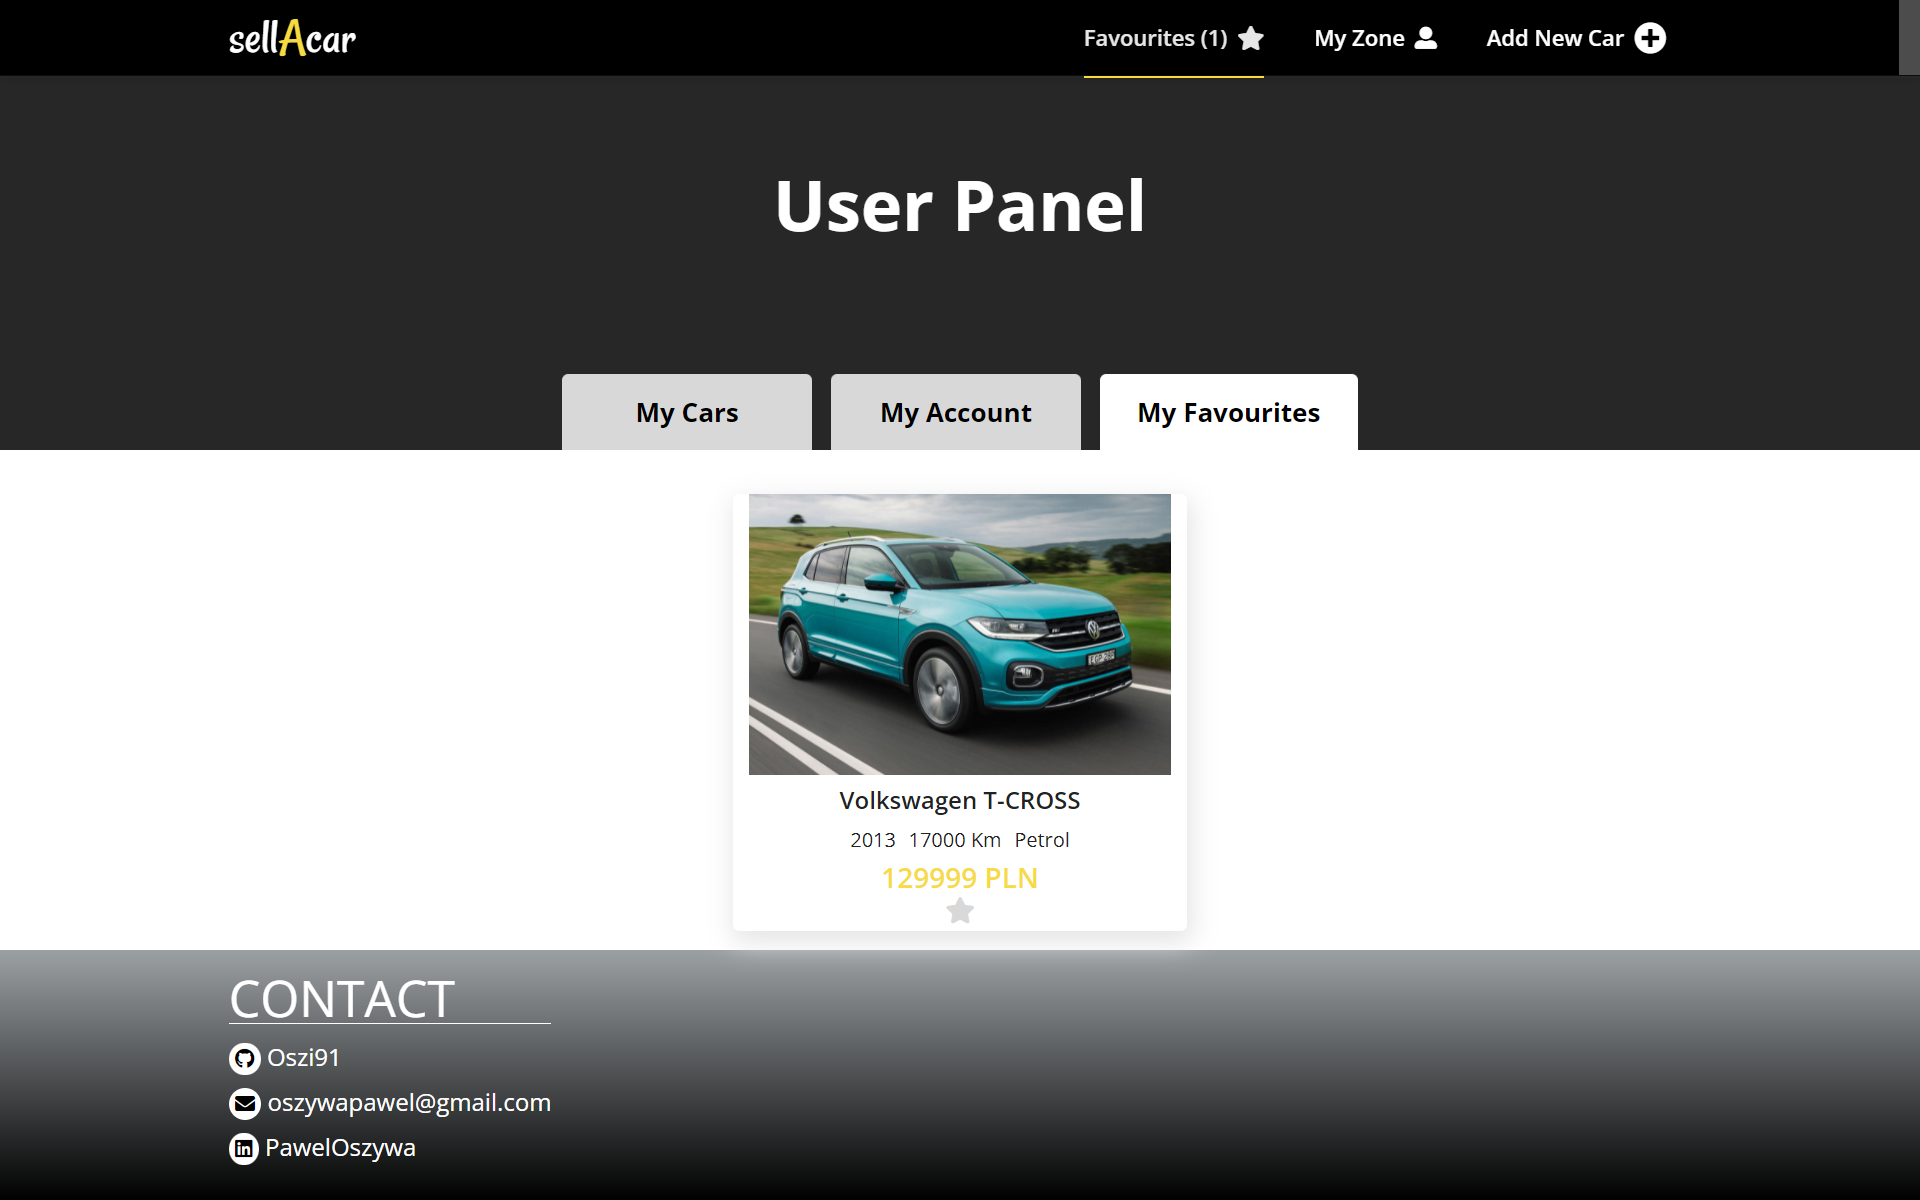 sellAcar
Favourites (1)
My Zone
Add New Car
User Panel
My Cars
My Account
My Favourites
Volkswagen T-CROSS
2013 17000 Km Petrol
129999 PLN
CONTACT
Oszi91
oszywapawel@gmail.com
PawelOszywa